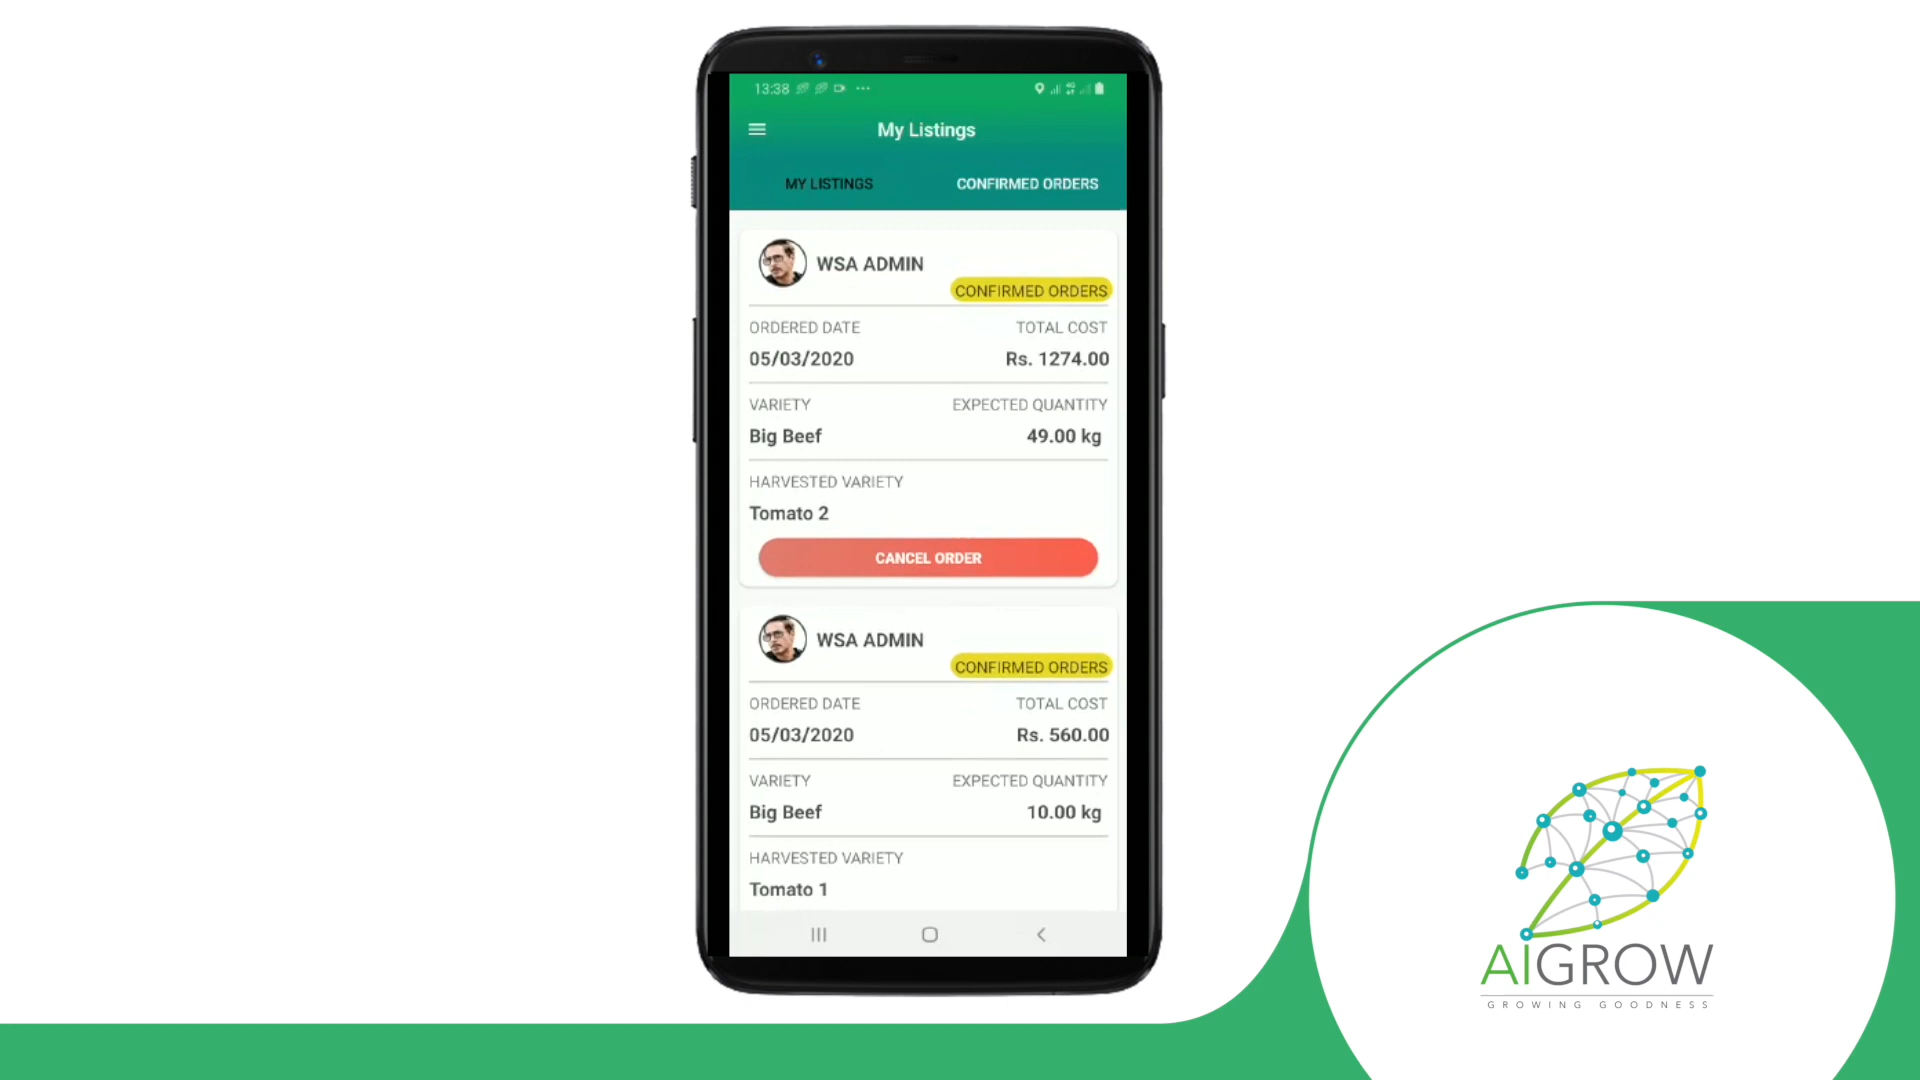 13:38
My Listings
MY LISTINGS CONFIRMED ORDERS
WSA ADMIN
CONFIRMED ORDERS
ORDERED DATE TOTAL COST
05/03/2020 Rs. 1274.00
VARIETY EXPECTED QUANTITY
Big Beef 49.00 kg
HARVESTED VARIETY
Tomato 2
CANCEL ORDER
WSA ADMIN
CONFIRMED ORDERS
ORDERED DATE TOTAL COST
05/03/2020 Rs. 560.00
VARIETY EXPECTED QUANTITY
Big Beef 10.00 kg
HARVESTED VARIETY
Tomato 1
AIGROW
GROWING GOODNESS